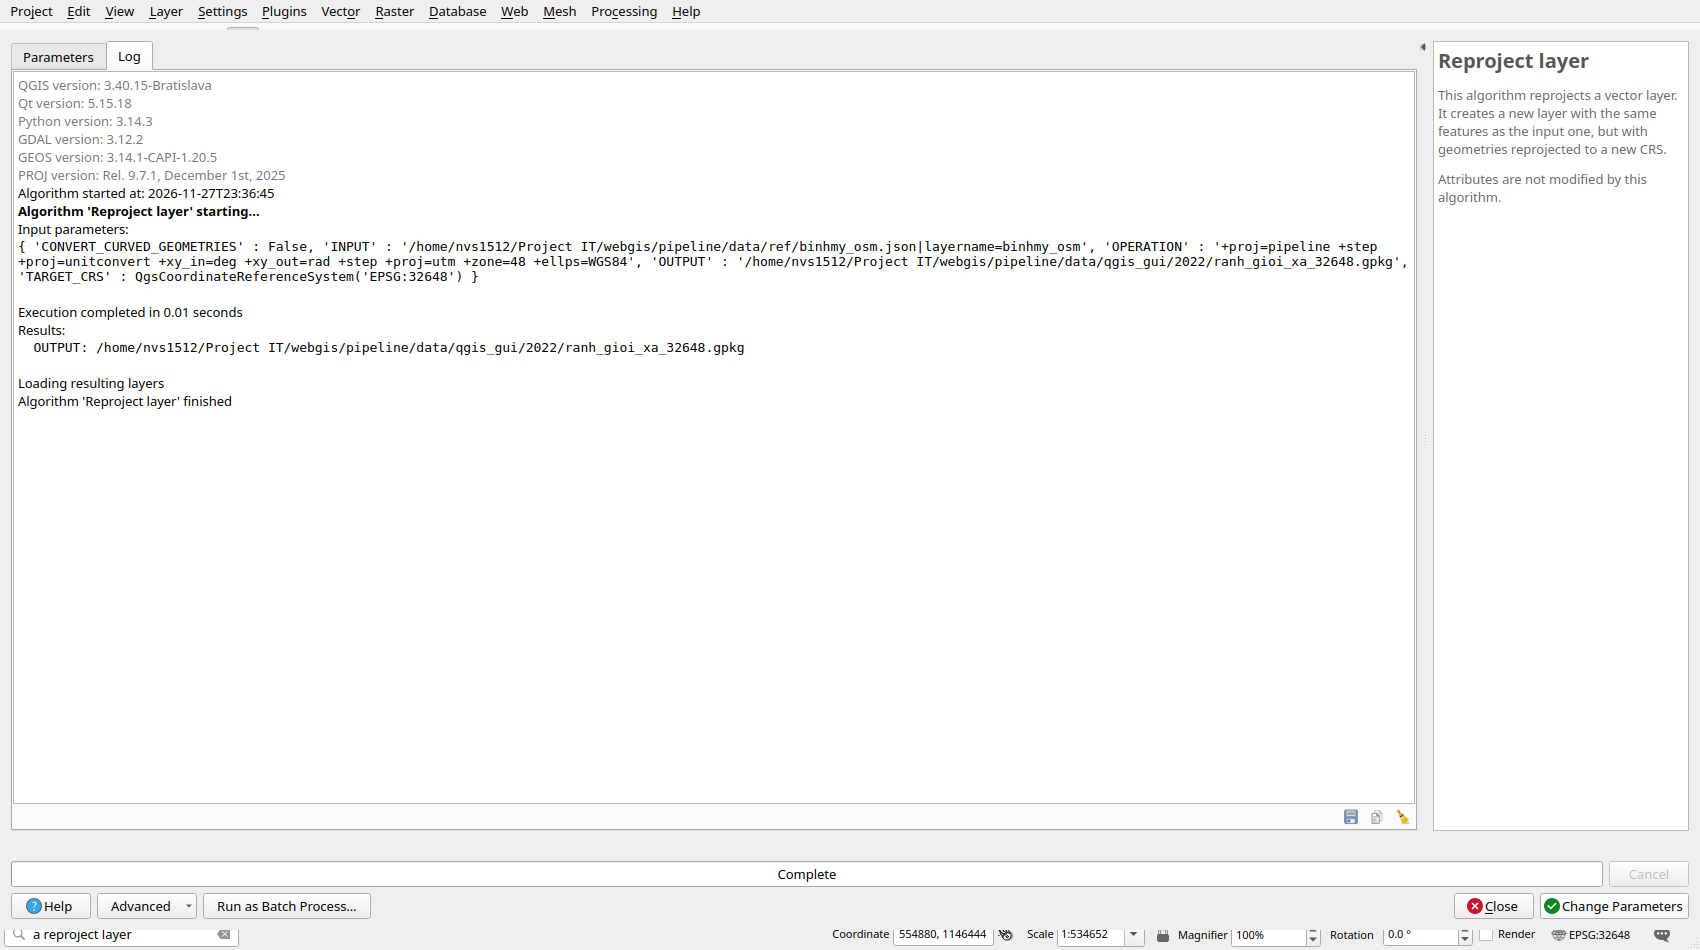 Project Edit View Layer Settings Plugins Vector Raster Database Web Mesh Processing Help
Parameters Log
QGIS version: 3.40.15-Bratislava
Qt version: 5.15.18
Python version: 3.14.3
GDAL version: 3.12.2
GEOS version: 3.14.1-CAPI-1.20.5
PROJ version: Rel. 9.7.1, December 1st, 2025
Algorithm started at: 2026-11-27T23:36:45
Algorithm 'Reproject layer' starting…
Input parameters:
{ 'CONVERT_CURVED_GEOMETRIES' : False, 'INPUT' : '/home/nvs1512/Project IT/webgis/pipeline/data/ref/binhmy_osm.json|layername=binhmy_osm', 'OPERATION' : '+proj=pipeline +step
+proj=unitconvert +xy_in=deg +xy_out=rad +step +proj=utm +zone=48 +ellps=WGS84', 'OUTPUT' : '/home/nvs1512/Project IT/webgis/pipeline/data/qgis_gui/2022/ranh_gioi_xa_32648.gpkg',
'TARGET_CRS' : QgsCoordinateReferenceSystem('EPSG:32648') }
Execution completed in 0.01 seconds
Results:
OUTPUT: /home/nvs1512/Project IT/webgis/pipeline/data/qgis_gui/2022/ranh_gioi_xa_32648.gpkg
Loading resulting layers
Algorithm 'Reproject layer' finished
Reproject layer
This algorithm reprojects a vector layer.
It creates a new layer with the same
features as the input one, but with
geometries reprojected to a new CRS.
Attributes are not modified by this
algorithm.
Complete
Cancel
Help Advanced Run as Batch Process…
Close Change Parameters
a reproject layer
Coordinate 554880, 1146444 Scale 1:534652 Magnifier 100% Rotation 0.0 ° Render EPSG:32648